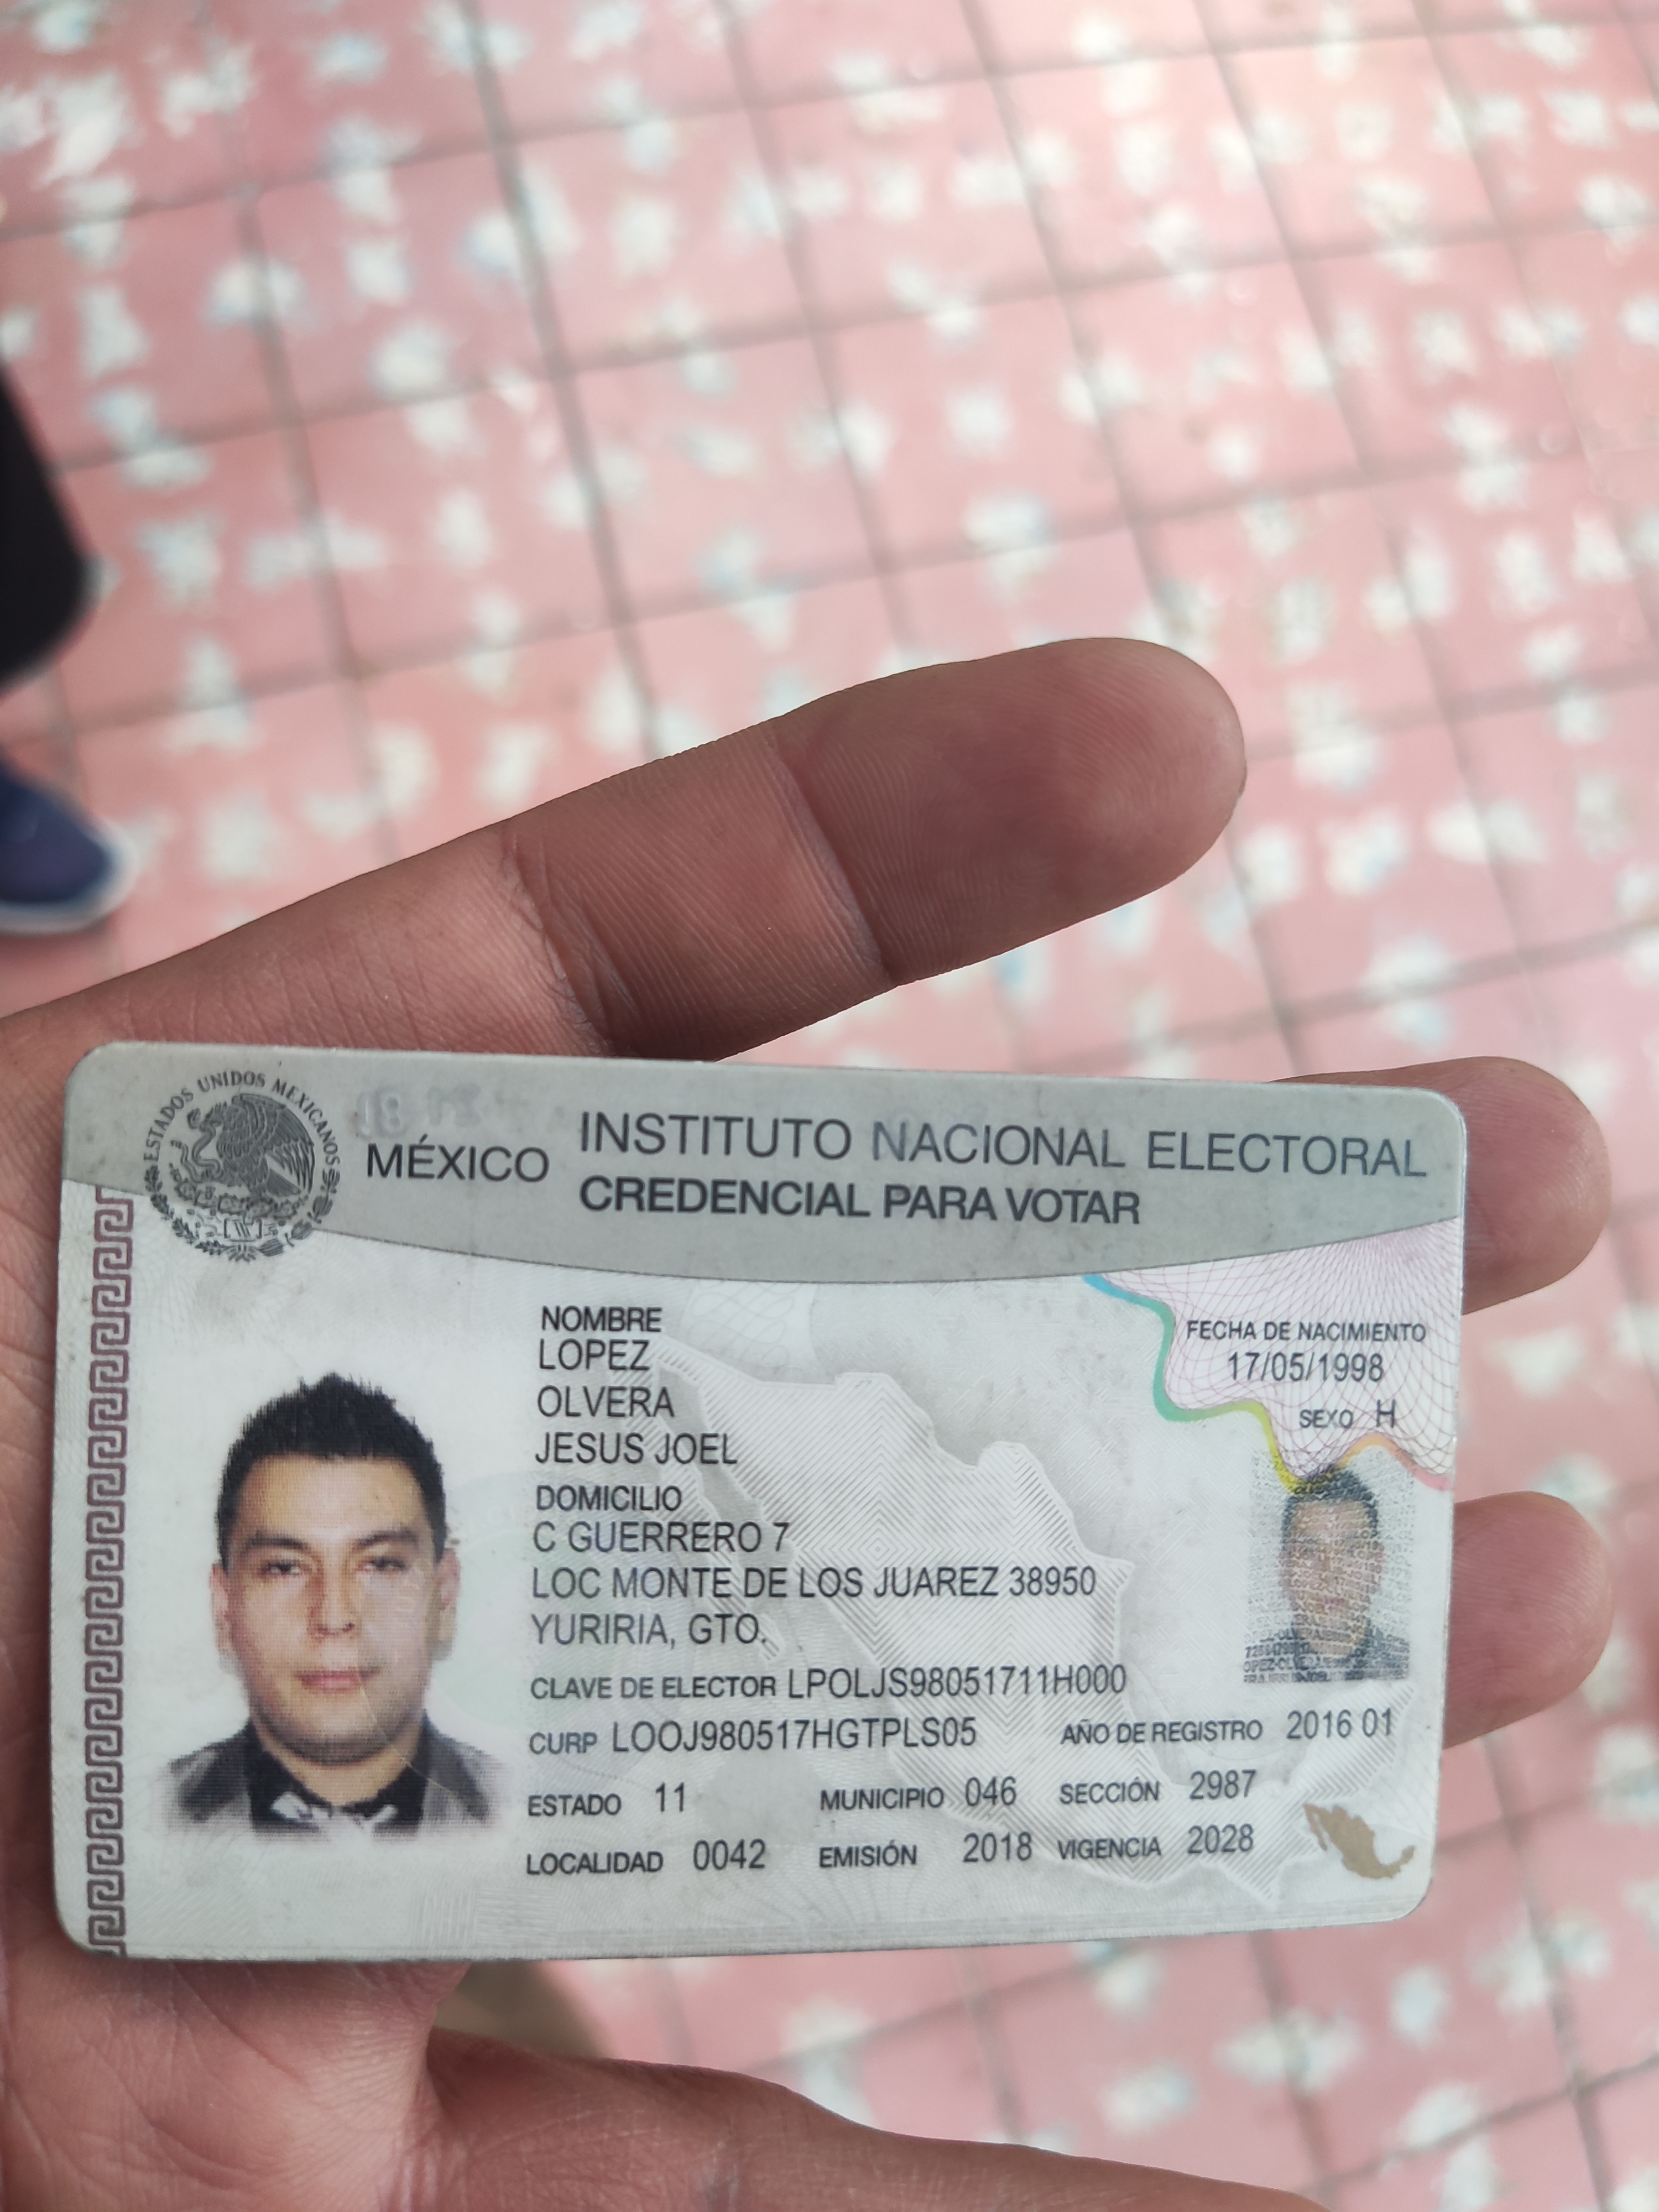 ESTADOS UNIDOS MEXICANOS
MÉXICO
INSTITUTO NACIONAL ELECTORAL
CREDENCIAL PARA VOTAR
NOMBRE
LOPEZ
OLVERA
JESUS JOEL
FECHA DE NACIMIENTO
17/05/1998
SEXO H
DOMICILIO
C GUERRERO 7
LOC MONTE DE LOS JUAREZ 38950
YURIRIA, GTO.
CLAVE DE ELECTOR LPOLJS98051711H000
CURP LOOJ980517HGTPLS05 AÑO DE REGISTRO 2016 01
ESTADO 11 MUNICIPIO 046 SECCIÓN 2987
LOCALIDAD 0042 EMISIÓN 2018 VIGENCIA 2028